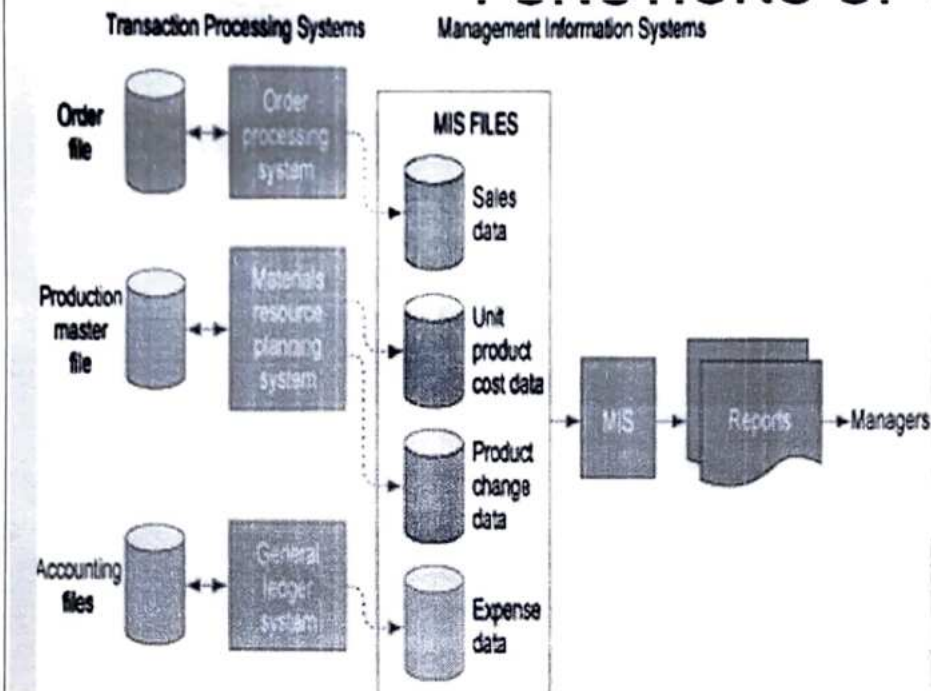 Transaction Processing Systems
Management Information Systems
Order
file
Order
processing
system
MIS FILES
Sales
data
Production
master
file
Materials
resource
planning
system
Unit
product
cost data
Product
change
data
MIS
Reports
Managers
Accounting
files
General
ledger
system
Expense
data